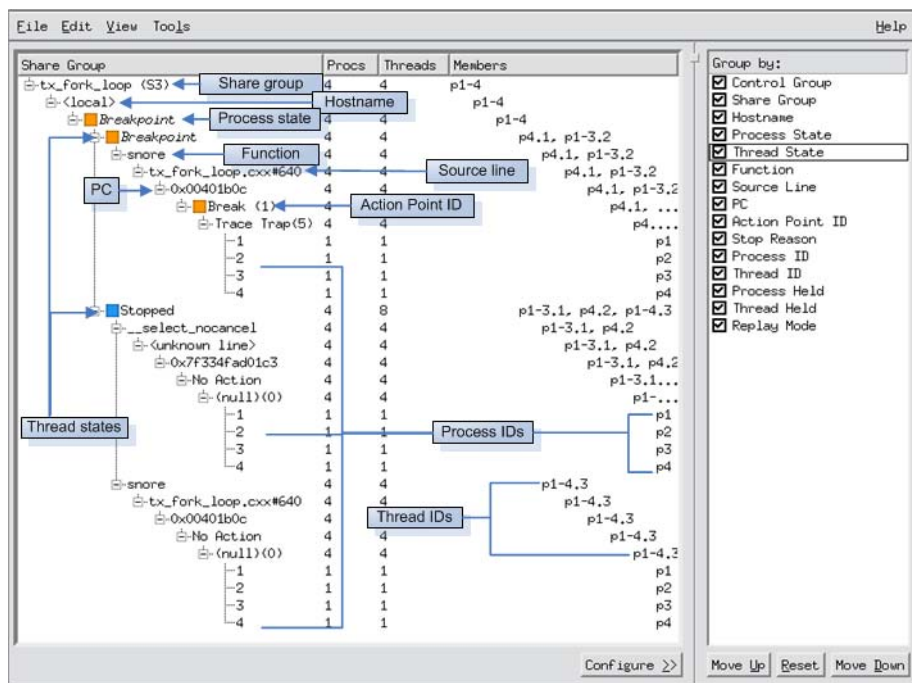 File Edit View Tools Help
Share Group Procs Threads Members
tx_fork_loop (S3) Share group 4 4 p1-4
<local> Hostname 4 4 p1-4
Breakpoint Process state 4 4 p1-4
Breakpoint 4 4 p4.1, p1-3.2
snore Function 4 4 p4.1, p1-3.2
tx_fork_loop.cxx#640 Source line 4 4 p4.1, p1-3.2
PC 0x00401b0c 4 4 p4.1, p1-3.2
Break (1) Action Point ID 4 p4.1, ...
Trace Trap(5) 4 4 p4....
1 1 1 p1
2 1 1 p2
3 1 1 p3
4 1 1 p4
Stopped 4 8 p1-3.1, p4.2, p1-4.3
__select_nocancel 4 4 p1-3.1, p4.2
<unknown line> 4 4 p1-3.1, p4.2
0x7f334fad01c3 4 4 p1-3.1, p4.2
No Action 4 4 p1-3.1...
(null)(0) 4 4 p1-...
1 1 1 p1
Thread states 2 1 1 Process IDs p2
3 1 1 p3
4 1 1 p4
snore 4 4 p1-4.3
tx_fork_loop.cxx#640 4 4 p1-4.3
0x00401b0c 4 Thread IDs p1-4.3
No Action 4 4 p1-4.3
(null)(0) 4 4 p1-4.3
1 1 1 p1
2 1 1 p2
3 1 1 p3
4 1 1 p4
Configure >>
Group by:
Control Group
Share Group
Hostname
Process State
Thread State
Function
Source Line
PC
Action Point ID
Stop Reason
Process ID
Thread ID
Process Held
Thread Held
Replay Mode
Move Up Reset Move Down